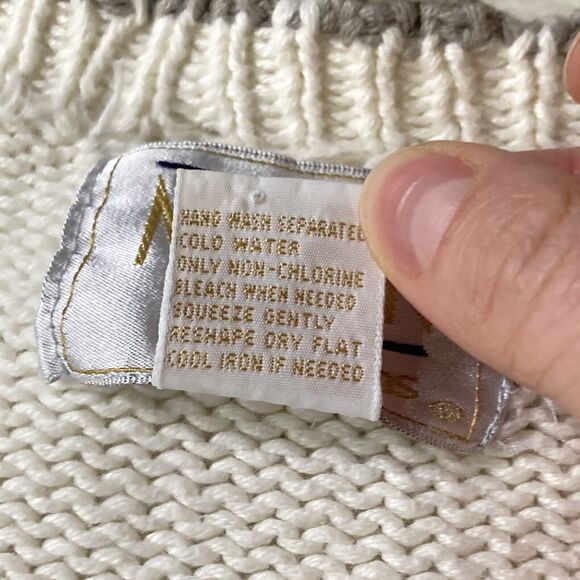 HAND WASH SEPARATEL
COLD WATER
ONLY NON-CHLORINE
BLEACH WHEN NEEDED
SQUEEZE GENTLY
RESHAPE DRY FLAT
COOL IRON IF NEEDED
®